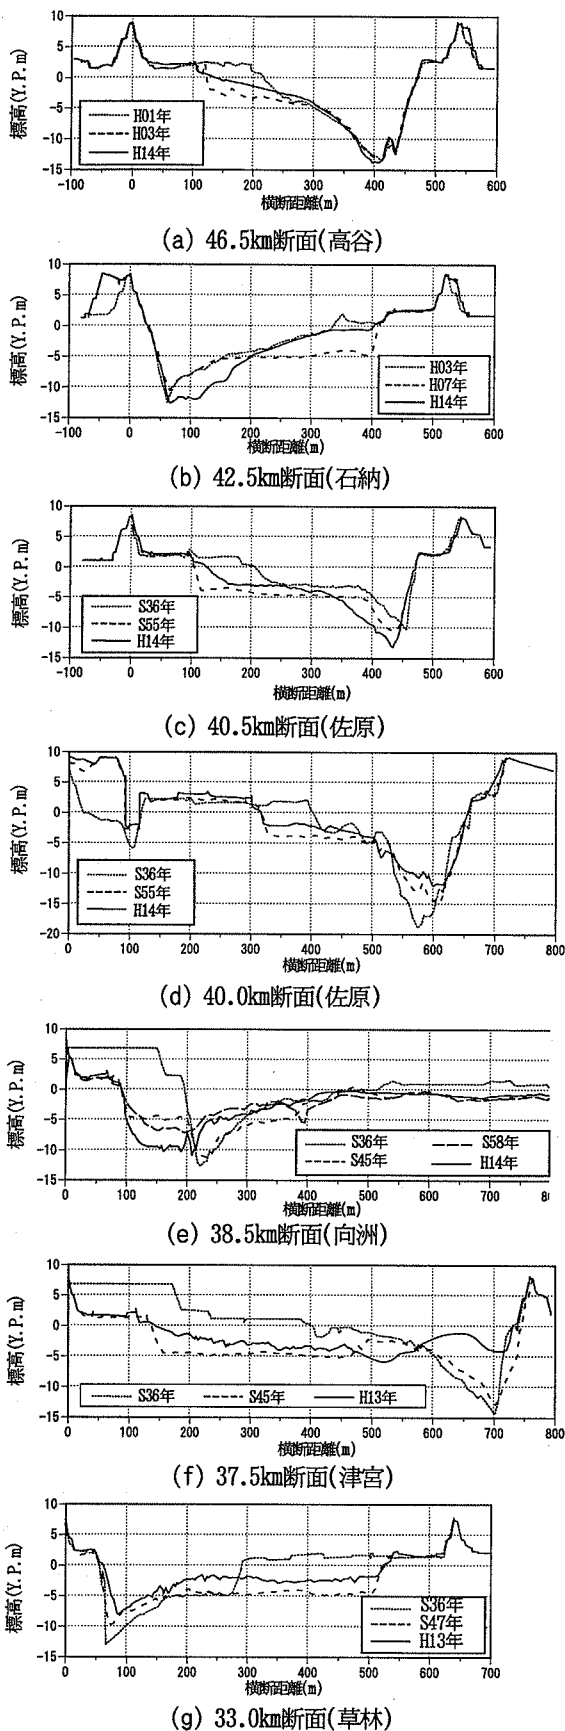 標高(Y.P.m)
10
5
0
-5
-10
-15
H01年
H03年
H14年
-100 0 100 200 300 400 500 600
横断距離(m)
(a) 46.5km断面(高谷)
標高(Y.P.m)
10
5
0
-5
-10
-15
H03年
H07年
H14年
-100 0 100 200 300 400 500 600
横断距離(m)
(b) 42.5km断面(石納)
標高(Y.P.m)
10
5
0
-5
-10
-15
S36年
S55年
H14年
-100 0 100 200 300 400 500 600
横断距離(m)
(c) 40.5km断面(佐原)
標高(Y.P.m)
10
5
0
-5
-10
-15
-20
S36年
S55年
H14年
0 100 200 300 400 500 600 700 800
横断距離(m)
(d) 40.0km断面(佐原)
標高(Y.P.m)
10
5
0
-5
-10
-15
S36年 S58年
S45年 H14年
0 100 200 300 400 500 600 700 80
横断距離(m)
(e) 38.5km断面(向洲)
標高(Y.P.m)
10
5
0
-5
-10
-15
S36年 S45年 H13年
0 100 200 300 400 500 600 700 800
横断距離(m)
(f) 37.5km断面(津宮)
標高(Y.P.m)
10
5
0
-5
-10
-15
S36年
S47年
H13年
0 100 200 300 400 500 600 700
横断距離(m)
(g) 33.0km断面(草林)